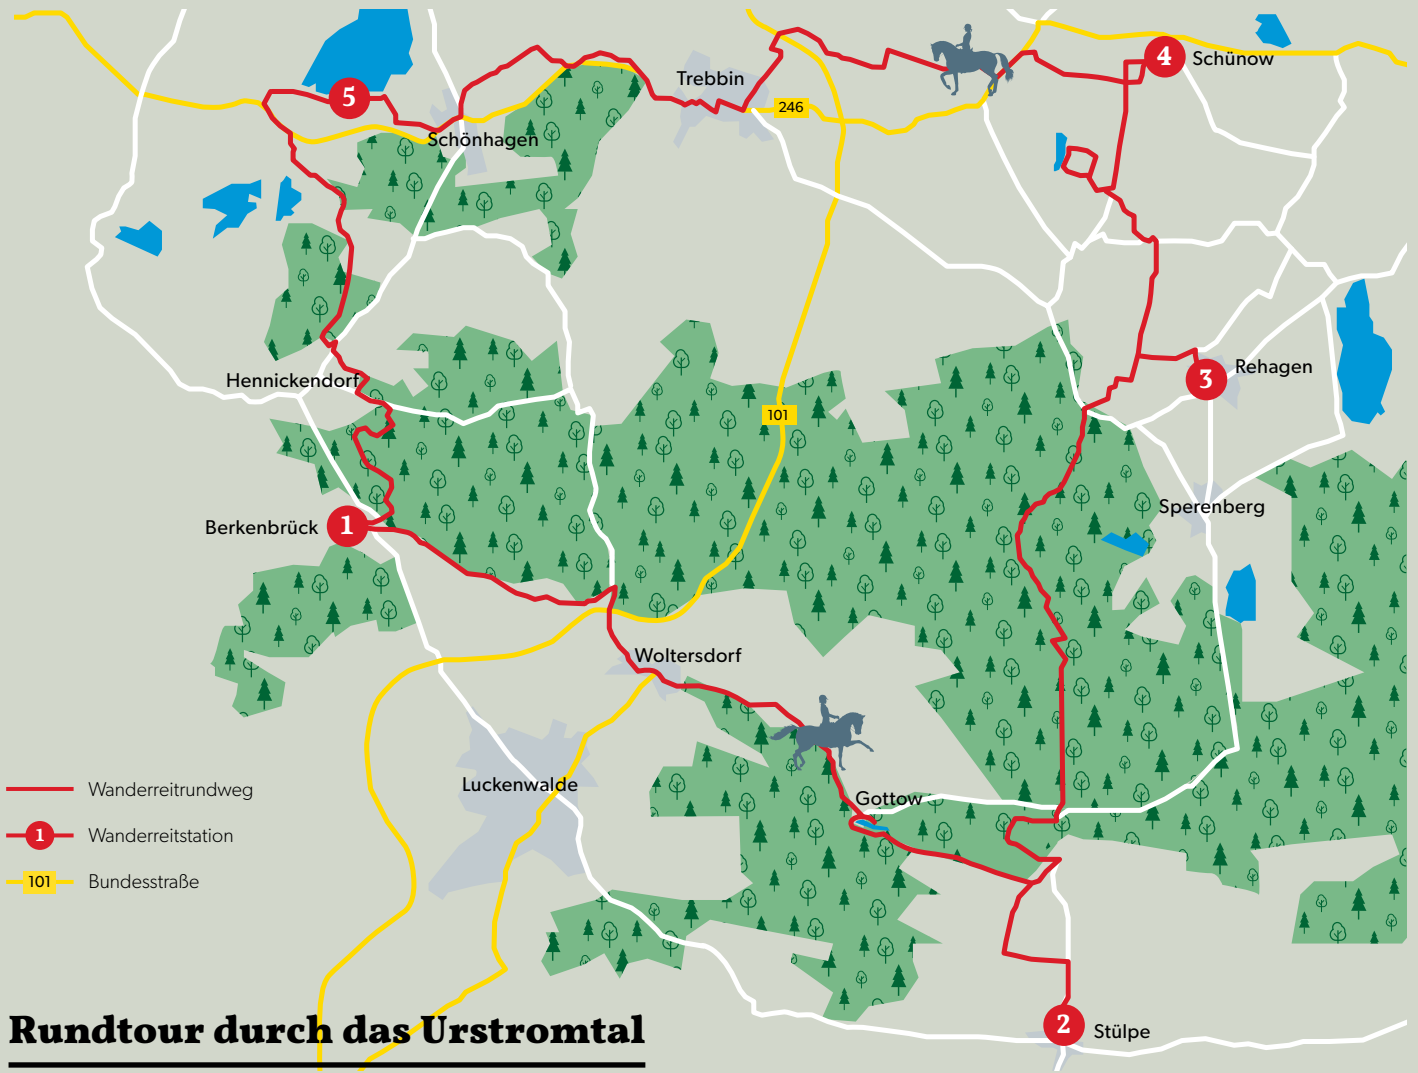 4
Schünow
Trebbin
5
246
Schönhagen
Rehagen
3
Hennickendorf
101
Sperenberg
Berkenbrück
1
Woltersdorf
Luckenwalde
Gottow
Wanderreitrundweg
1
Wanderreitstation
101
Bundesstraße
2
Stülpe
Rundtour durch das Urstromtal